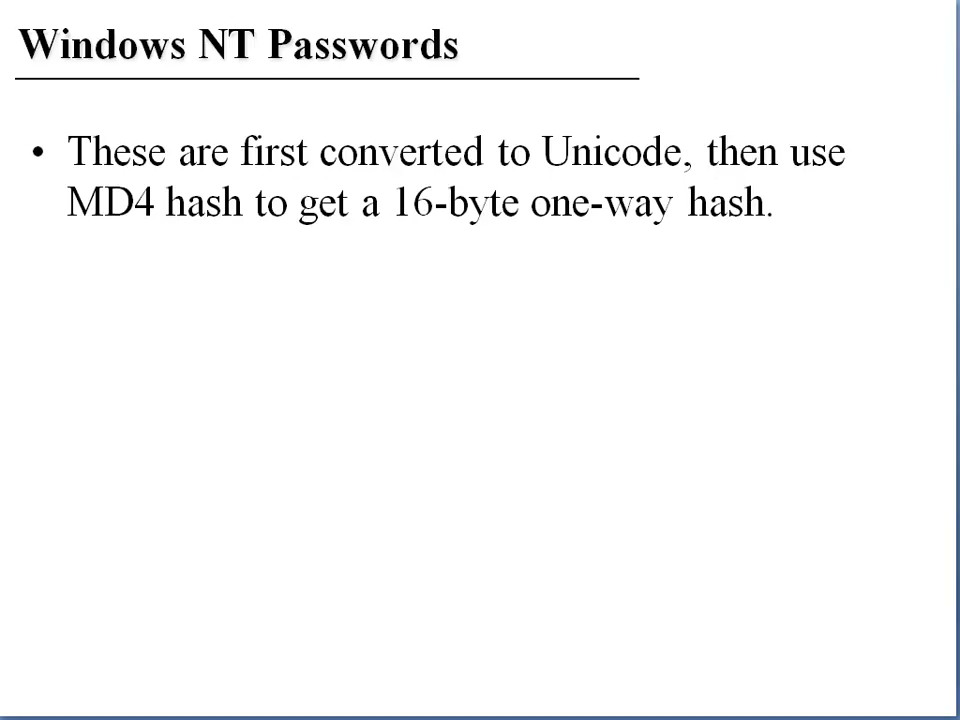 Windows NT Passwords
• These are first converted to Unicode, then use
MD4 hash to get a 16-byte one-way hash.